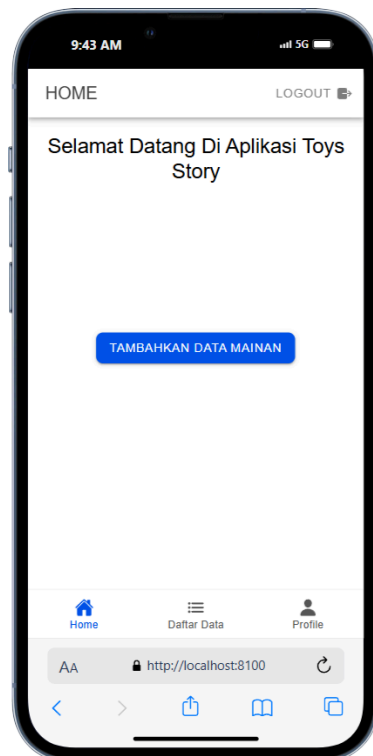 9:43 AM
5G
HOME
LOGOUT
Selamat Datang Di Aplikasi Toys
Story
TAMBAHKAN DATA MAINAN
Home
Daftar Data
Profile
AA
http://localhost:8100